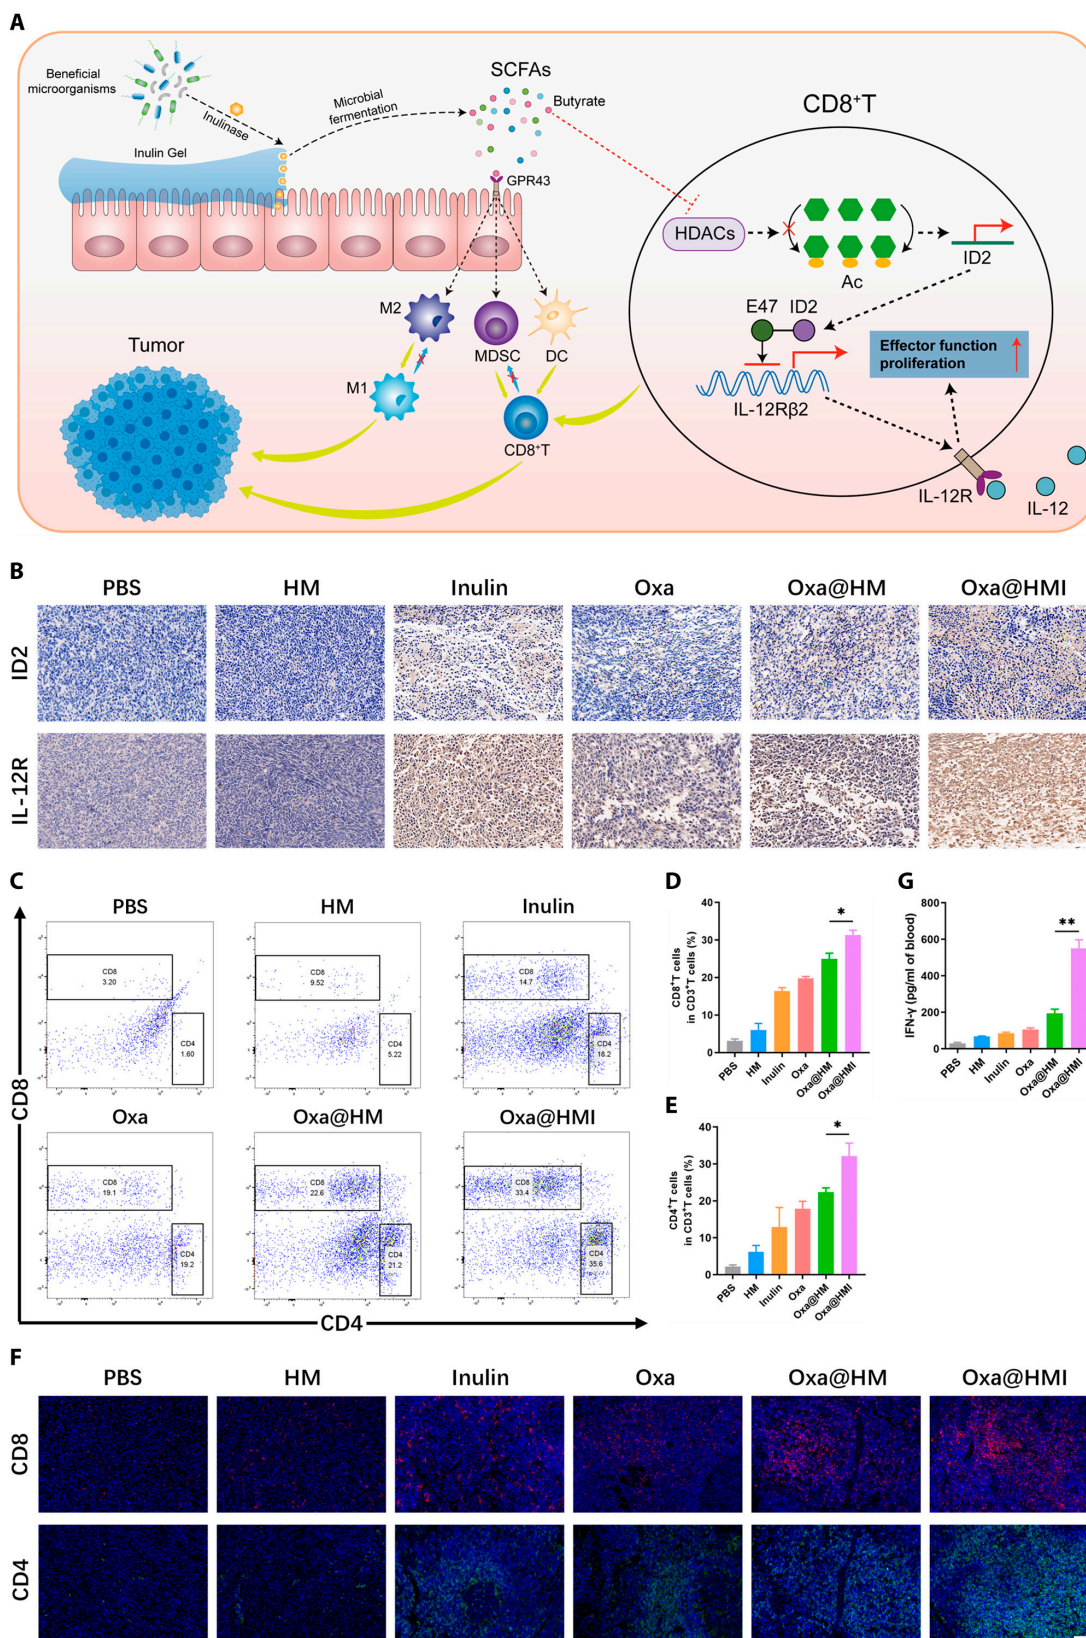 A
Beneficial
microorganisms
Inulinase
Inulin Gel
Microbial
fermentation
SCFAs
Butyrate
GPR43
CD8⁺T
HDACs
Ac
ID2
E47
ID2
IL-12Rβ2
Effector function
proliferation
IL-12R
IL-12
M2
MDSC
DC
M1
CD8⁺T
Tumor
B
PBS
HM
Inulin
Oxa
Oxa@HM
Oxa@HMI
ID2
IL-12R
C
PBS
HM
Inulin
CD8
3.20
CD4
1.60
CD8
9.52
CD4
5.22
CD8
14.7
CD4
18.2
Oxa
Oxa@HM
Oxa@HMI
CD8
19.1
CD4
19.2
CD8
22.6
CD4
21.2
CD8
33.4
CD4
35.6
CD8
CD4
D
CD8⁺T cells
in CD3⁺T cells (%)
40
30
20
10
0
*
PBS
HM
Inulin
Oxa
Oxa@HM
Oxa@HMI
E
CD4⁺T cells
in CD3⁺T cells (%)
40
30
20
10
0
*
PBS
HM
Inulin
Oxa
Oxa@HM
Oxa@HMI
G
IFN-γ (pg/ml of blood)
800
600
400
200
0
**
PBS
HM
Inulin
Oxa
Oxa@HM
Oxa@HMI
F
PBS
HM
Inulin
Oxa
Oxa@HM
Oxa@HMI
CD8
CD4